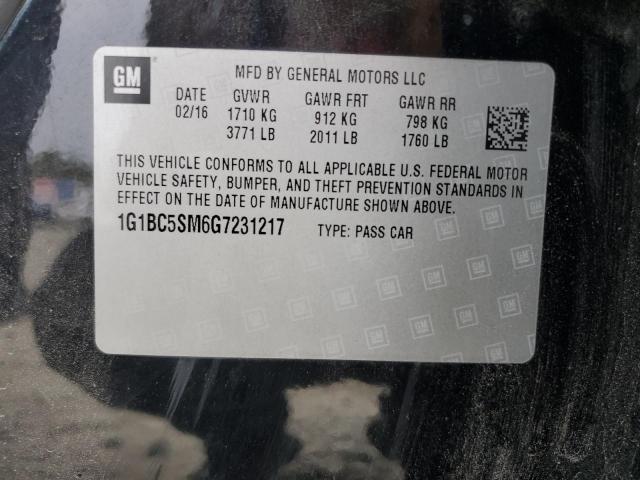 GM
MFD BY GENERAL MOTORS LLC
DATE GVWR GAWR FRT GAWR RR
02/16 1710 KG 912 KG 798 KG
3771 LB 2011 LB 1760 LB
THIS VEHICLE CONFORMS TO ALL APPLICABLE U.S. FEDERAL MOTOR
VEHICLE SAFETY, BUMPER, AND THEFT PREVENTION STANDARDS IN
EFFECT ON THE DATE OF MANUFACTURE SHOWN ABOVE.
1G1BC5SM6G7231217 TYPE: PASS CAR